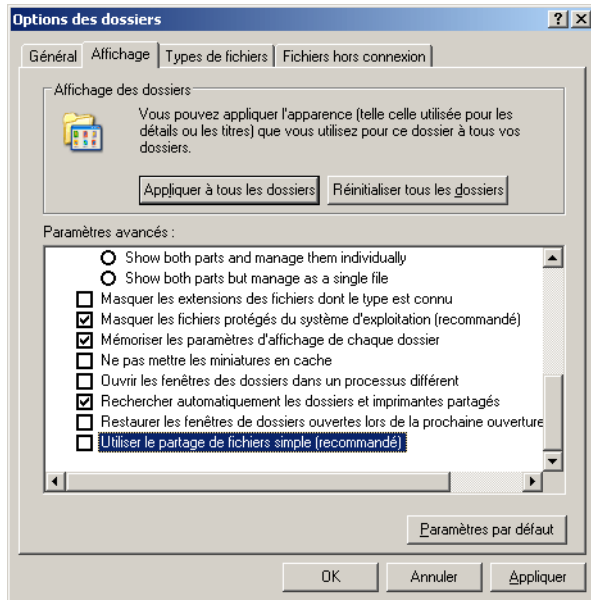 Options des dossiers
Général
Affichage
Types de fichiers
Fichiers hors connexion
Affichage des dossiers
Vous pouvez appliquer l'apparence (telle celle utilisée pour les
détails ou les titres) que vous utilisez pour ce dossier à tous vos
dossiers.
Appliquer à tous les dossiers
Réinitialiser tous les dossiers
Paramètres avancés :
Show both parts and manage them individually
Show both parts but manage as a single file
Masquer les extensions des fichiers dont le type est connu
Masquer les fichiers protégés du système d'exploitation (recommandé)
Mémoriser les paramètres d'affichage de chaque dossier
Ne pas mettre les miniatures en cache
Ouvrir les fenêtres des dossiers dans un processus différent
Rechercher automatiquement les dossiers et imprimantes partagés
Restaurer les fenêtres de dossiers ouvertes lors de la prochaine ouverture
Utiliser le partage de fichiers simple (recommandé)
Paramètres par défaut
OK
Annuler
Appliquer